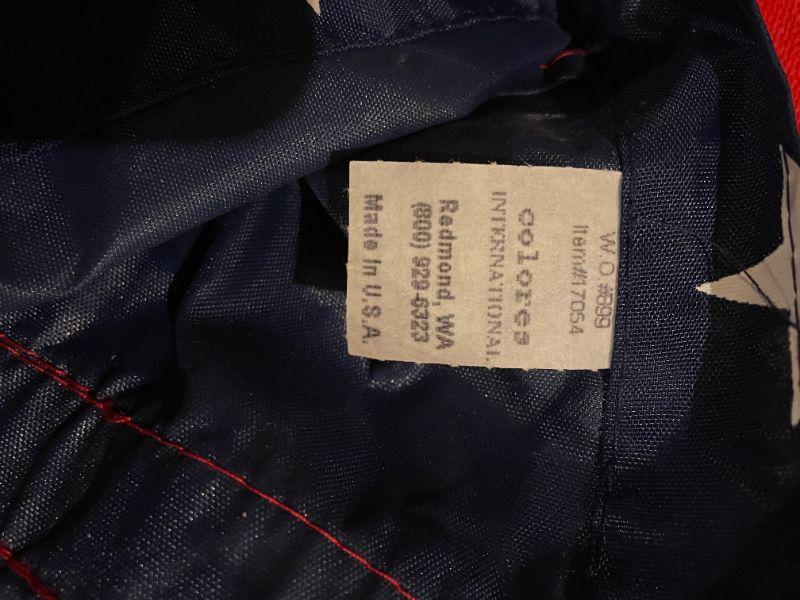 W.O #899
Item#17054
colores
INTERNATIONAL
Redmond, WA
(800) 929-6323
Made In U.S.A.